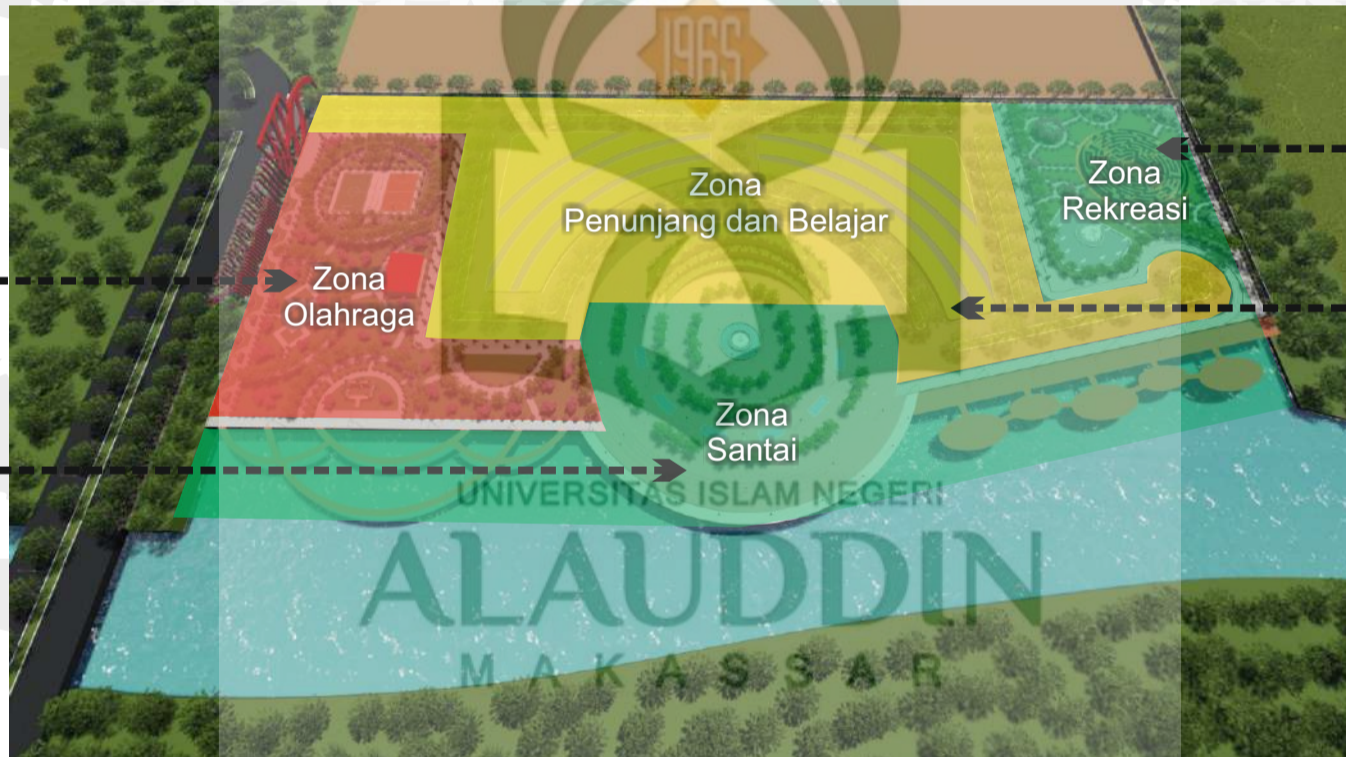 1965
Zona
Penunjang dan Belajar
Zona
Rekreasi
Zona
Olahraga
Zona
Santai
UNIVERSITAS ISLAM NEGERI
ALAUDDIN
MAKASSAR